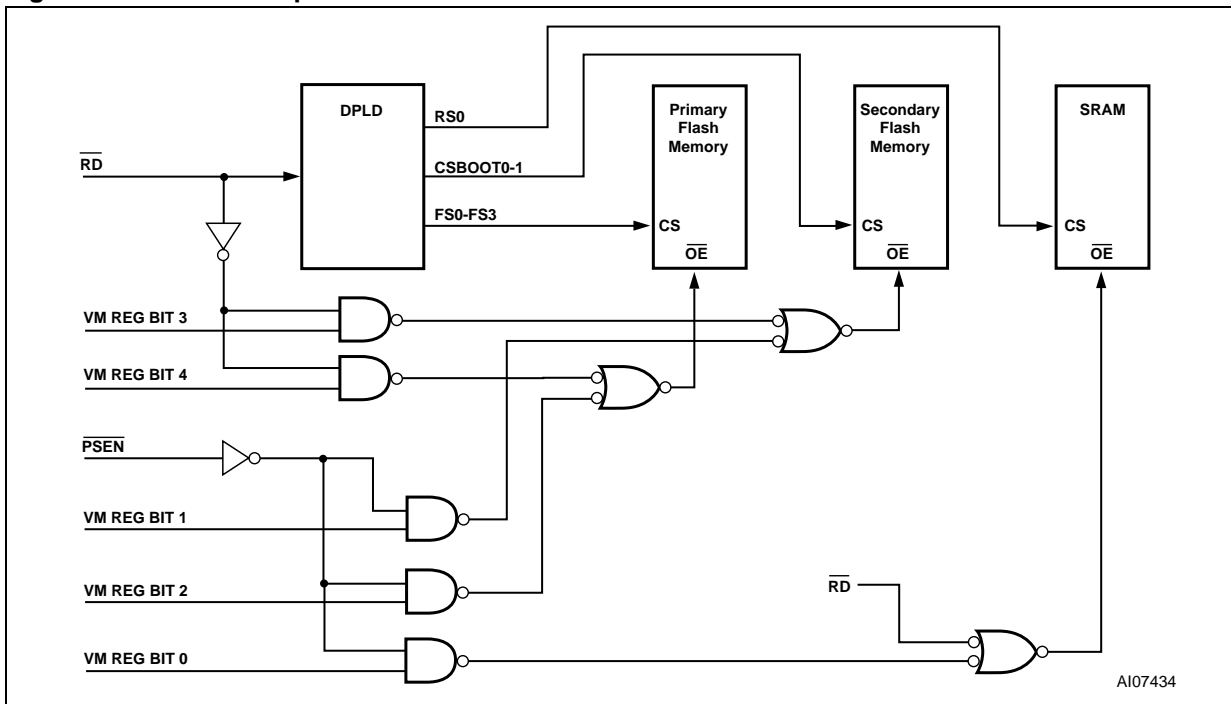 DPLD
RS0
CSBOOT0-1
FS0-FS3
Primary
Flash
Memory
CS
OE
Secondary
Flash
Memory
CS
OE
SRAM
CS
OE
RD
VM REG BIT 3
VM REG BIT 4
PSEN
VM REG BIT 1
VM REG BIT 2
VM REG BIT 0
RD
AI07434